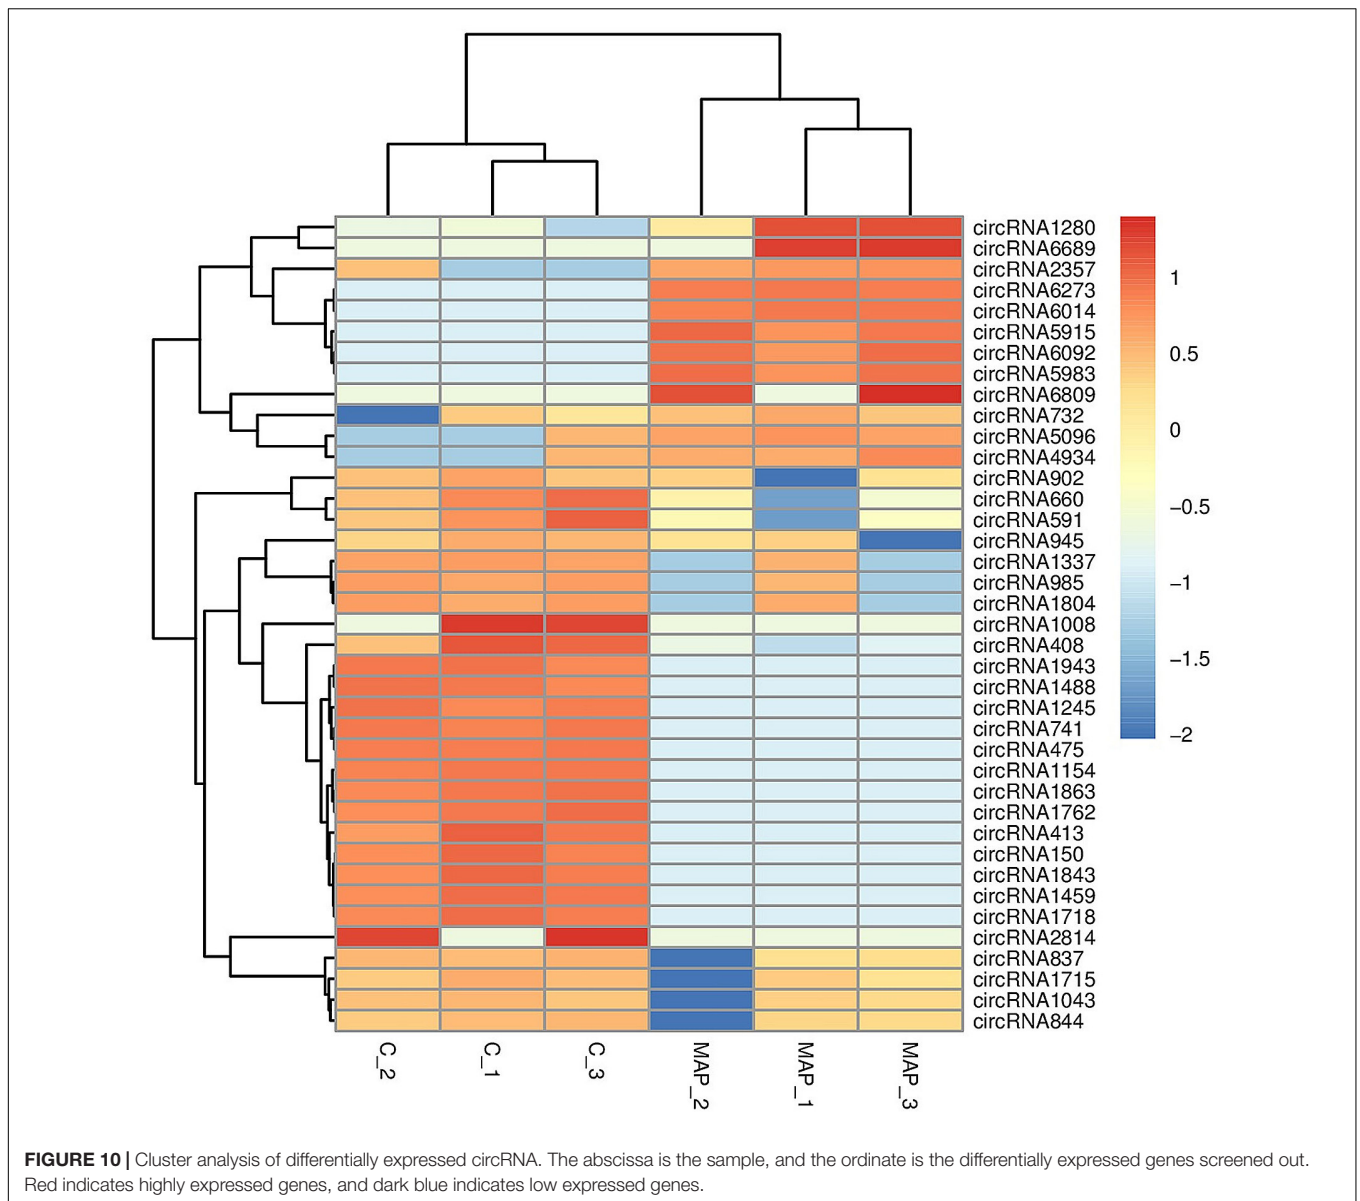 circRNA1280
circRNA6689
circRNA2357
circRNA6273
circRNA6014
circRNA5915
circRNA6092
circRNA5983
circRNA6809
circRNA732
circRNA5096
circRNA4934
circRNA902
circRNA660
circRNA591
circRNA945
circRNA1337
circRNA985
circRNA1804
circRNA1008
circRNA408
circRNA1943
circRNA1488
circRNA1245
circRNA741
circRNA475
circRNA1154
circRNA1863
circRNA1762
circRNA413
circRNA150
circRNA1843
circRNA1459
circRNA1718
circRNA2814
circRNA837
circRNA1715
circRNA1043
circRNA844
1
0.5
0
−0.5
−1
−1.5
−2
C_2
C_1
C_3
MAP_2
MAP_1
MAP_3
FIGURE 10 | Cluster analysis of differentially expressed circRNA. The abscissa is the sample, and the ordinate is the differentially expressed genes screened out.
Red indicates highly expressed genes, and dark blue indicates low expressed genes.